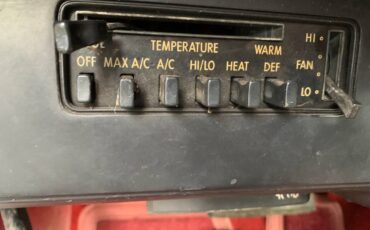 HI
TEMPERATURE WARM
OFF MAX A/C A/C HI/LO HEAT DEF FAN
LO